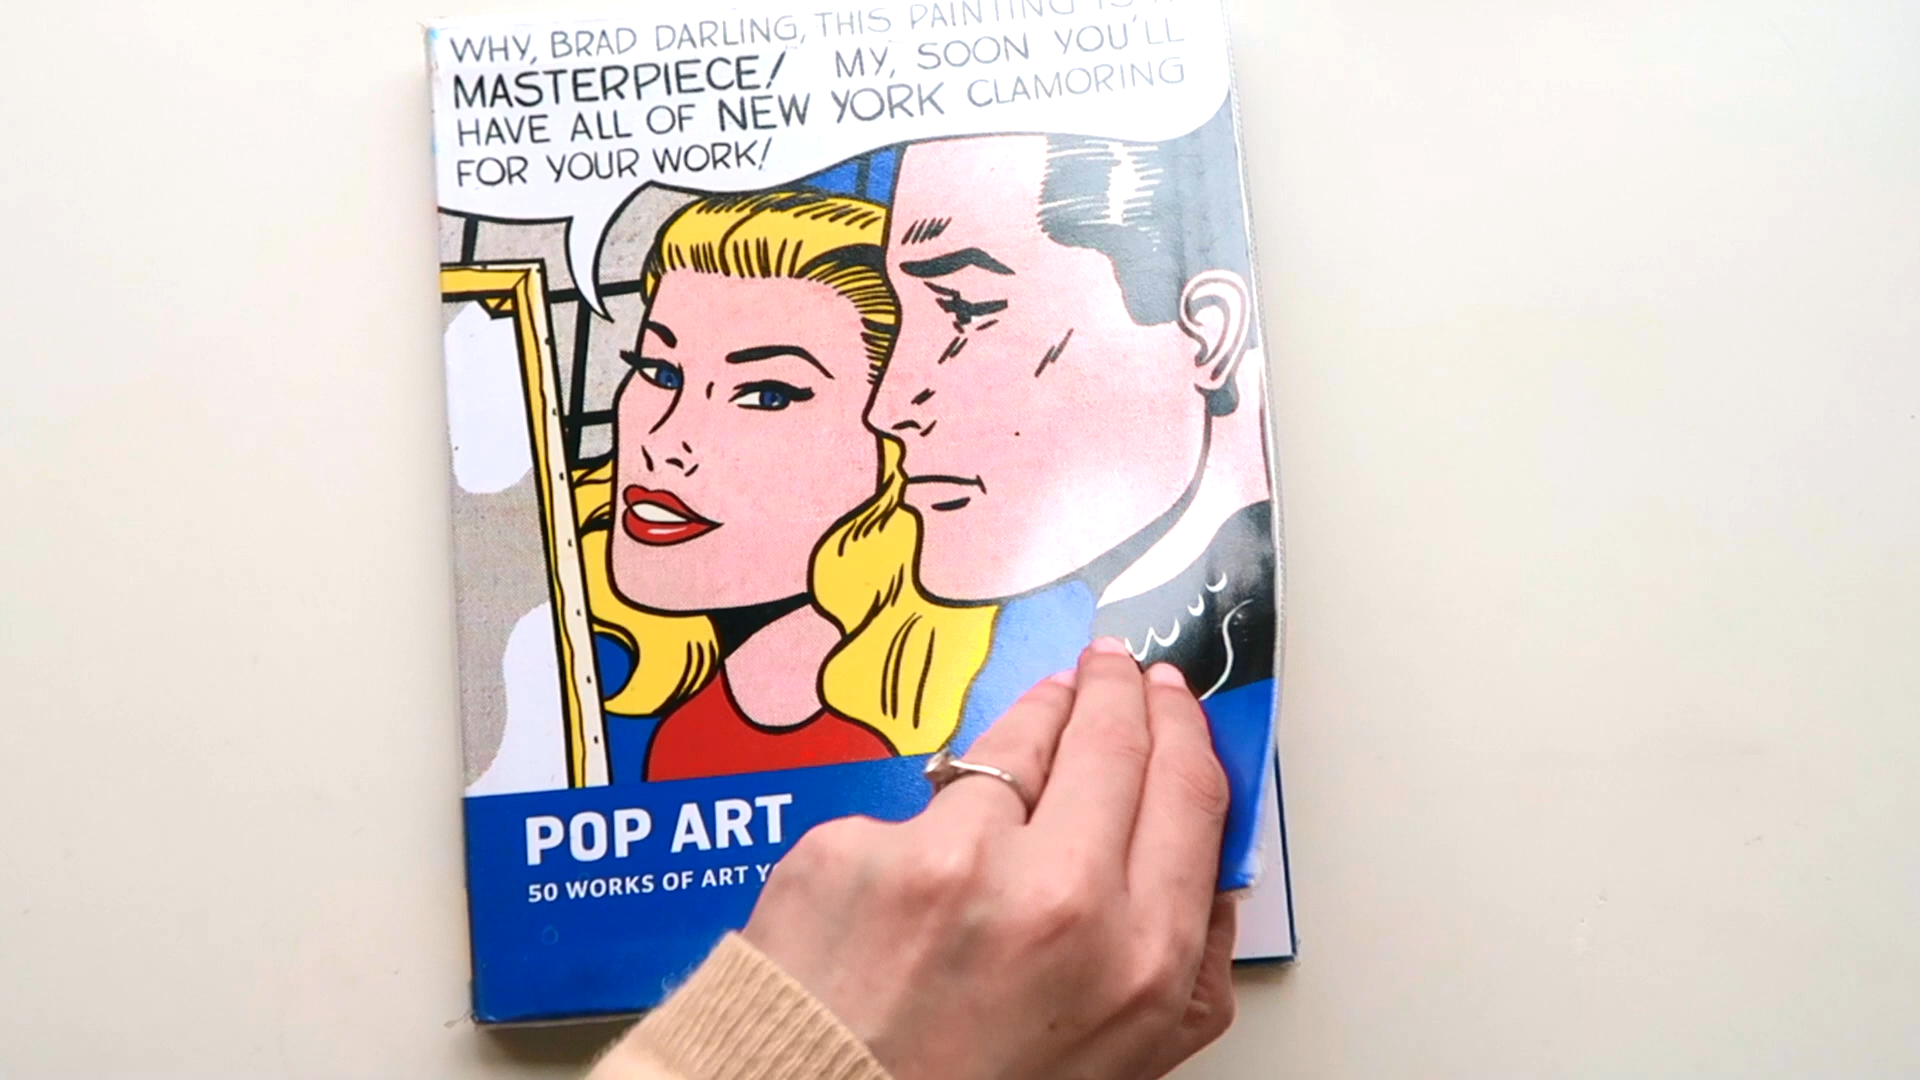 WHY, BRAD DARLING, THIS PAINTING IS
MASTERPIECE! MY, SOON YOU'LL
HAVE ALL OF NEW YORK CLAMORING
FOR YOUR WORK!
POP ART
50 WORKS OF ART